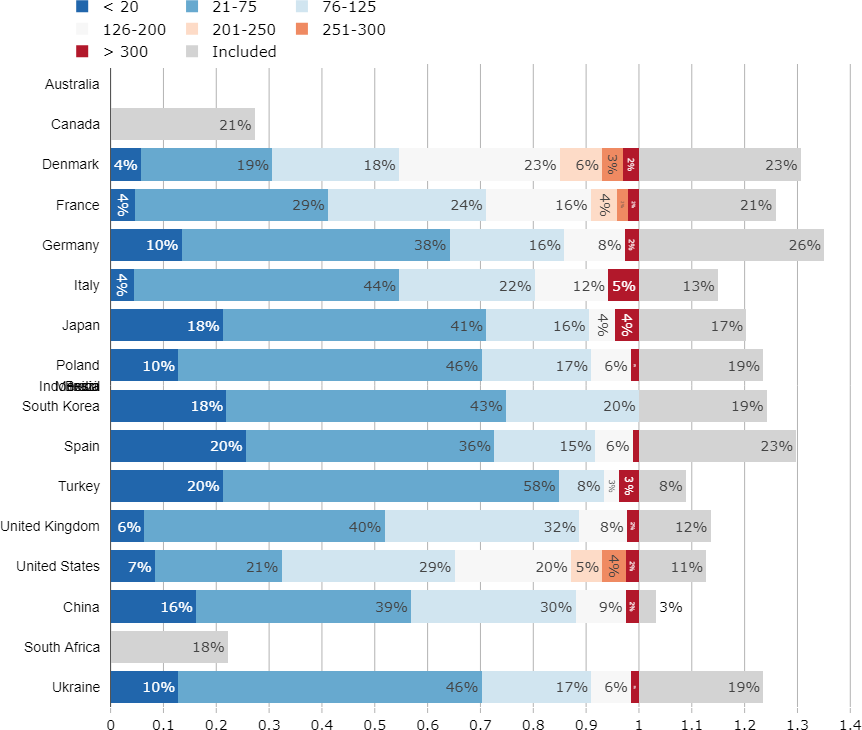 < 20 21-75 76-125
126-200 201-250 251-300
> 300 Included
Australia
Canada 21%
Denmark 4% 19% 18% 23% 6% 3% 2% 23%
France 4% 29% 24% 16% 4% 21%
Germany 10% 38% 16% 8% 2% 26%
Italy 4% 44% 22% 12% 5% 13%
Japan 18% 41% 16% 4% 4% 17%
Poland 10% 46% 17% 6% 19%
South Korea 18% 43% 20% 19%
Spain 20% 36% 15% 6% 23%
Turkey 20% 58% 8% 3% 3% 8%
United Kingdom 6% 40% 32% 8% 2% 12%
United States 7% 21% 29% 20% 5% 4% 2% 11%
China 16% 39% 30% 9% 2% 3%
South Africa 18%
Ukraine 10% 46% 17% 6% 19%
0 0.1 0.2 0.3 0.4 0.5 0.6 0.7 0.8 0.9 1 1.1 1.2 1.3 1.4